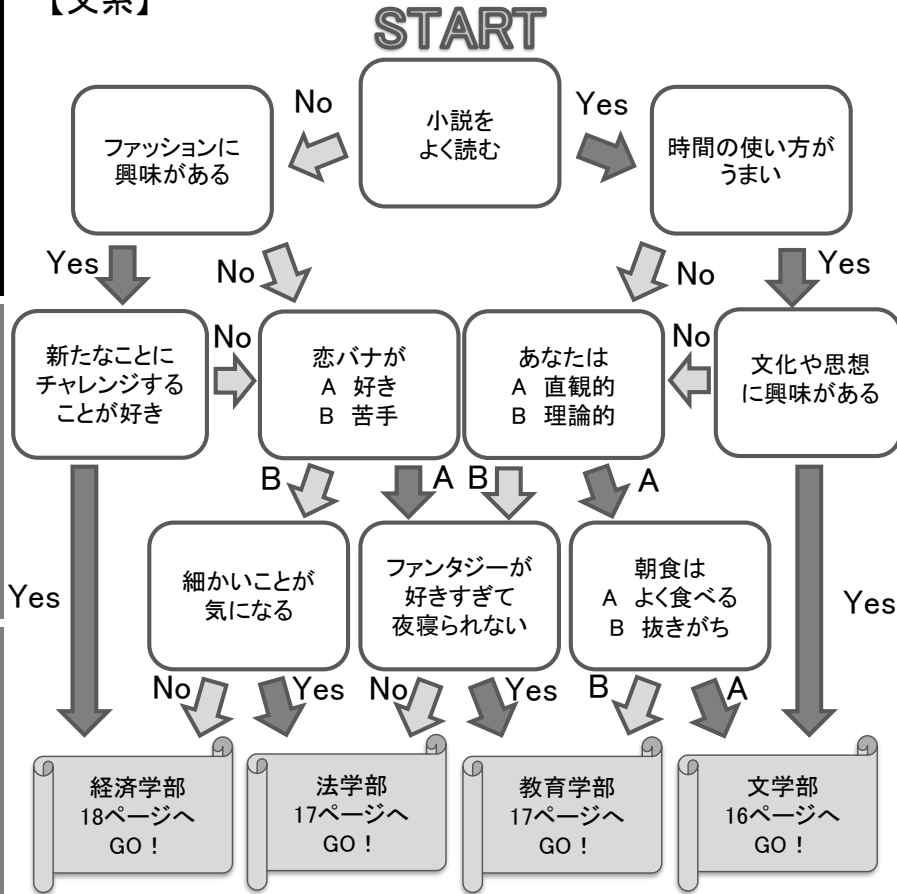 【文系】
START
小説を
よく読む
No
Yes
ファッションに
興味がある
時間の使い方が
うまい
Yes
No
No
Yes
新たなことに
チャレンジする
ことが好き
No
恋バナが
A 好き
B 苦手
あなたは
A 直観的
B 理論的
No
文化や思想
に興味がある
B
A
B
A
Yes
細かいことが
気になる
ファンタジーが
好きすぎて
夜寝られない
朝食は
A よく食べる
B 抜きがち
Yes
No
Yes
No
Yes
B
A
経済学部
18ページへ
GO！
法学部
17ページへ
GO！
教育学部
17ページへ
GO！
文学部
16ページへ
GO！